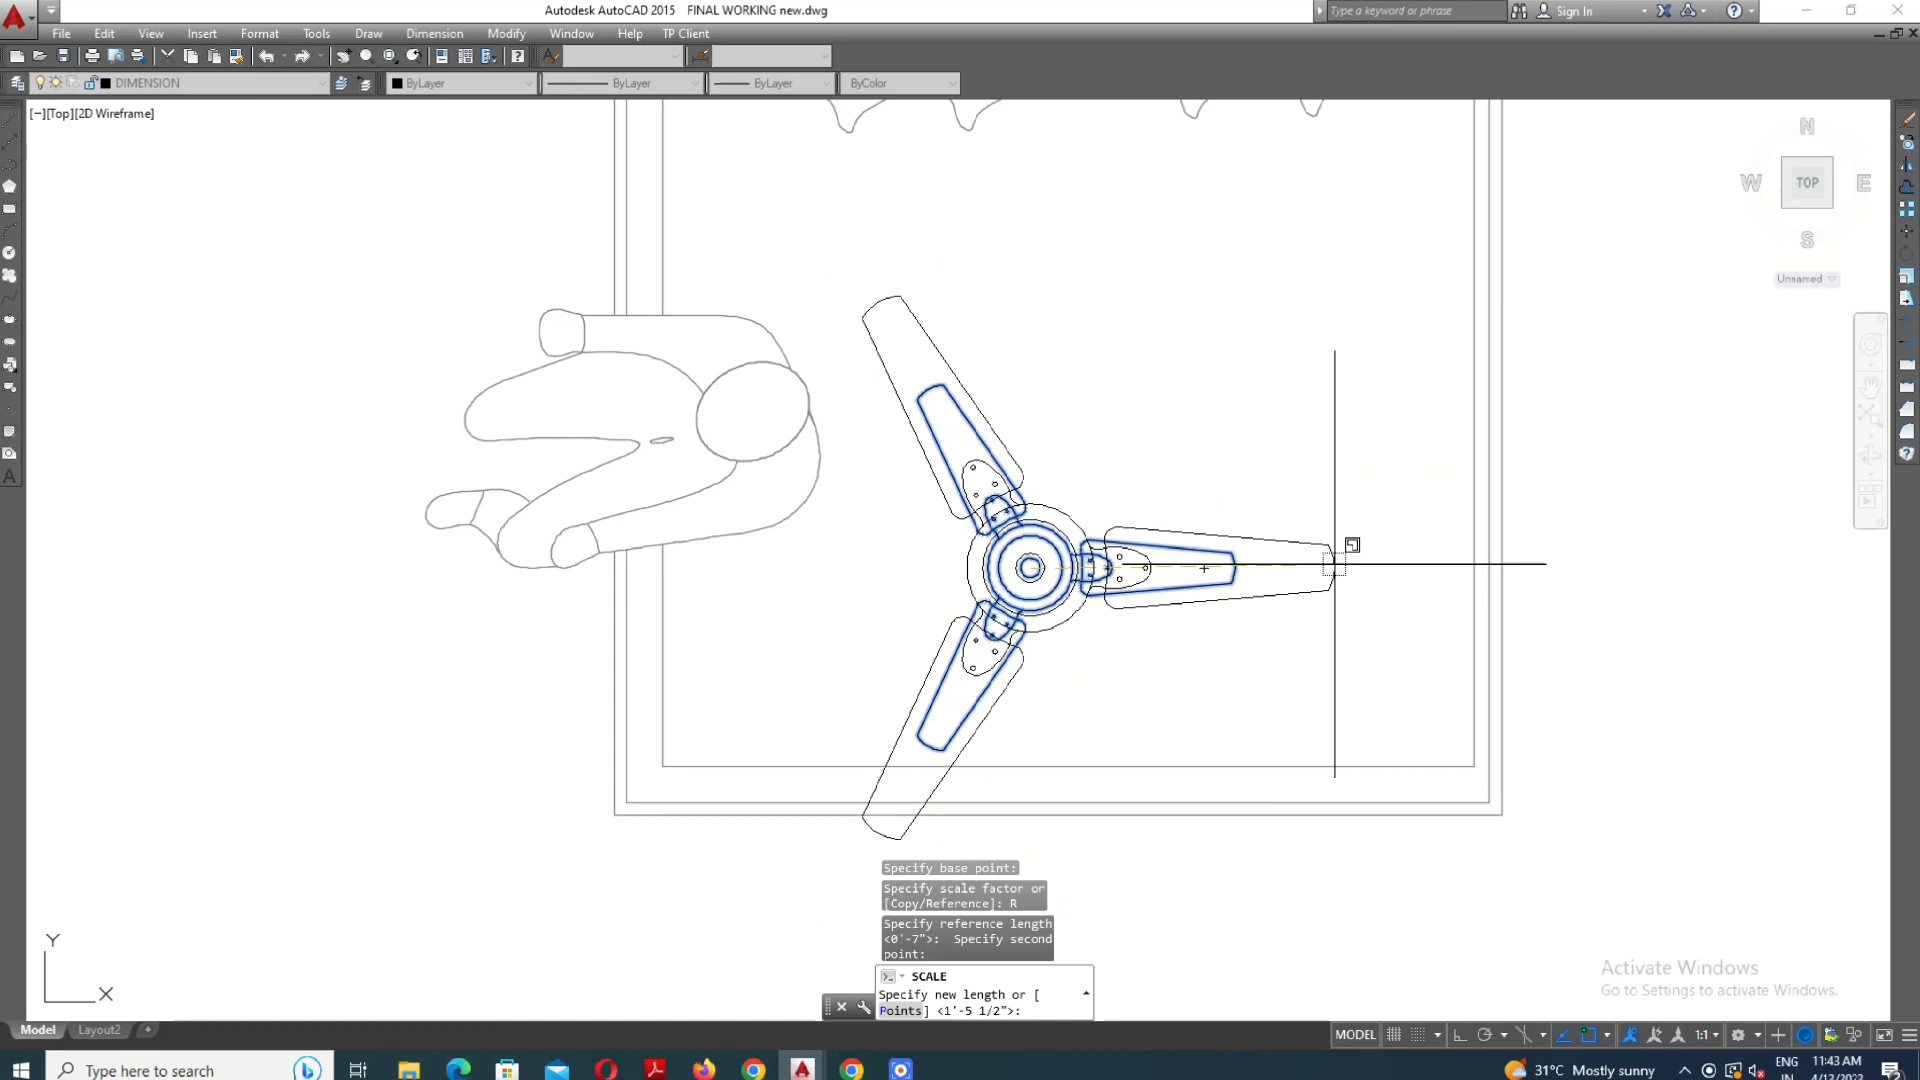 Autodesk AutoCAD 2015 FINAL WORKING new.dwg
Type a keyword or phrase
Sign In
File Edit View Insert Format Tools Draw Dimension Modify Window Help TP Client
DIMENSION ByLayer ByLayer ByLayer ByColor
[−][Top][2D Wireframe]
N
W TOP E
S
Unnamed
Specify base point:
Specify scale factor or
[Copy/Reference]: R
Specify reference length
<0'-7">: Specify second
point:
SCALE
Specify new length or [
Points] <1'-5 1/2">:
Y
X
Activate Windows
Go to Settings to activate Windows.
Model Layout2 +
MODEL 1:1
Type here to search
31°C Mostly sunny
ENG
IN
11:43 AM